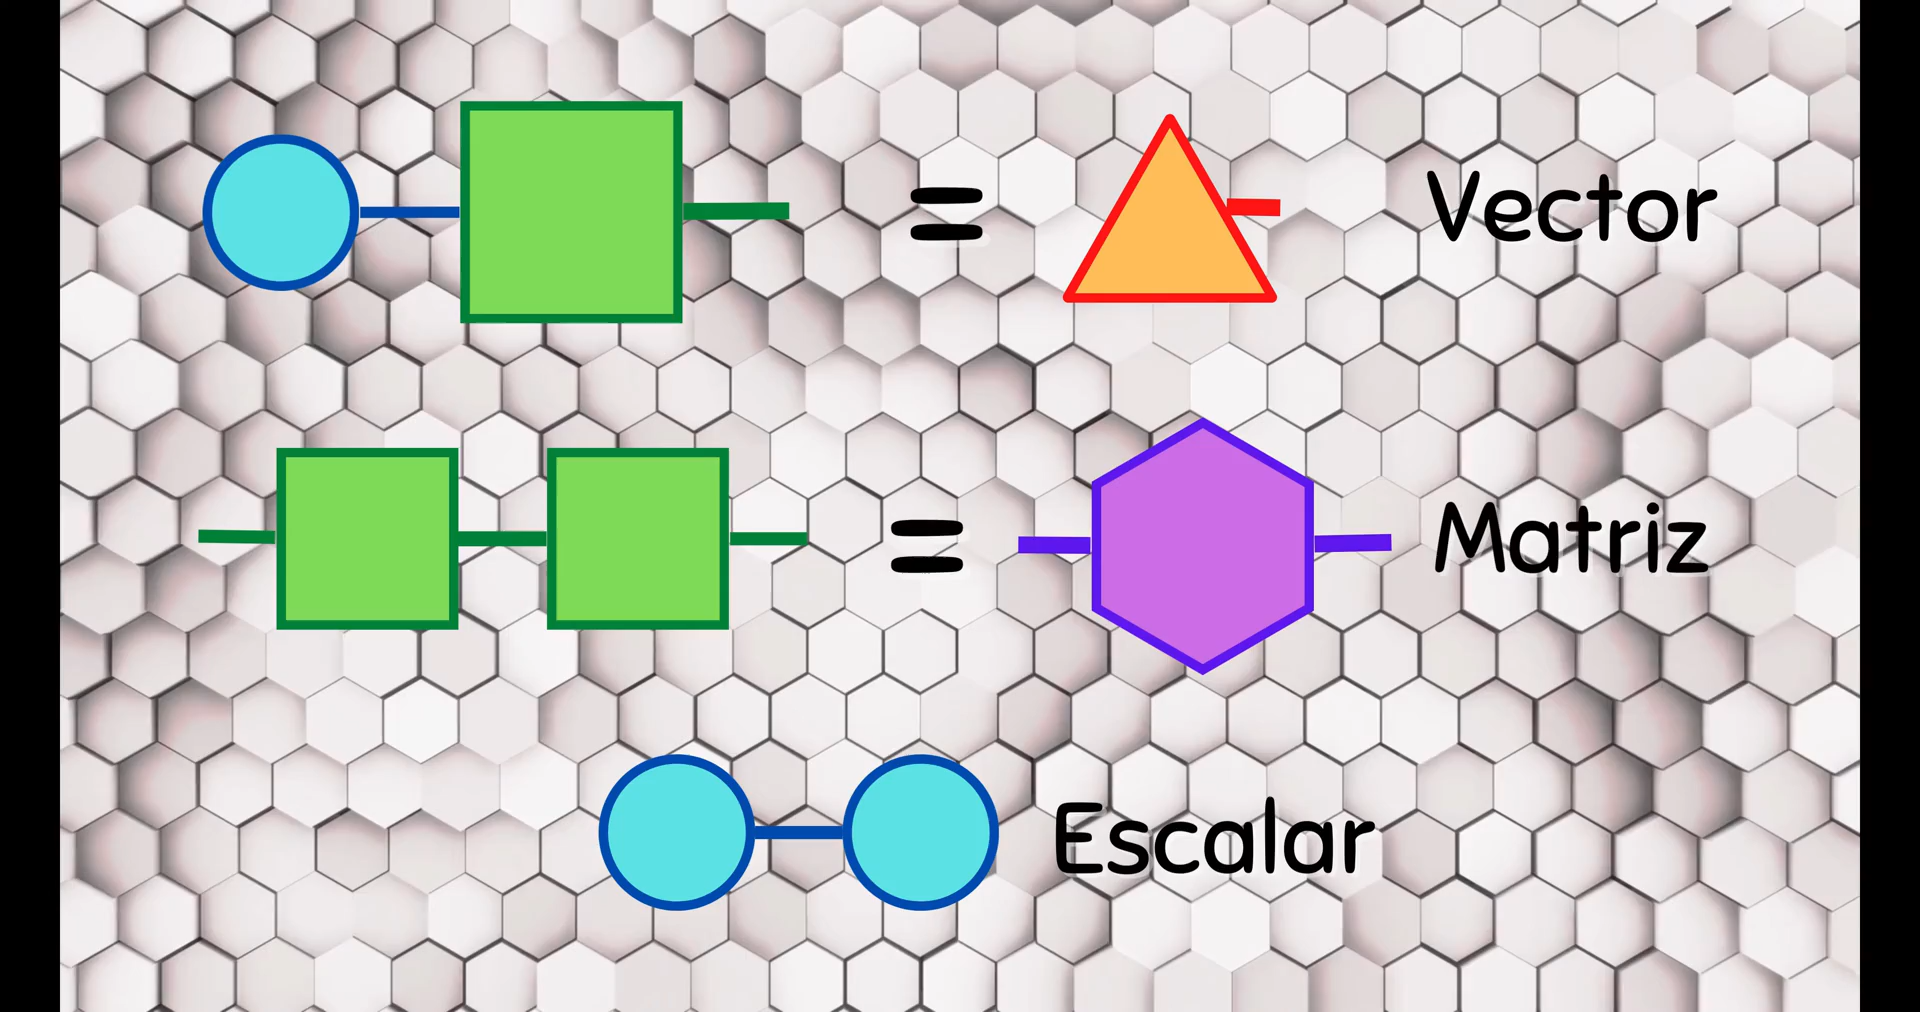 = Vector
= Matriz
Escalar